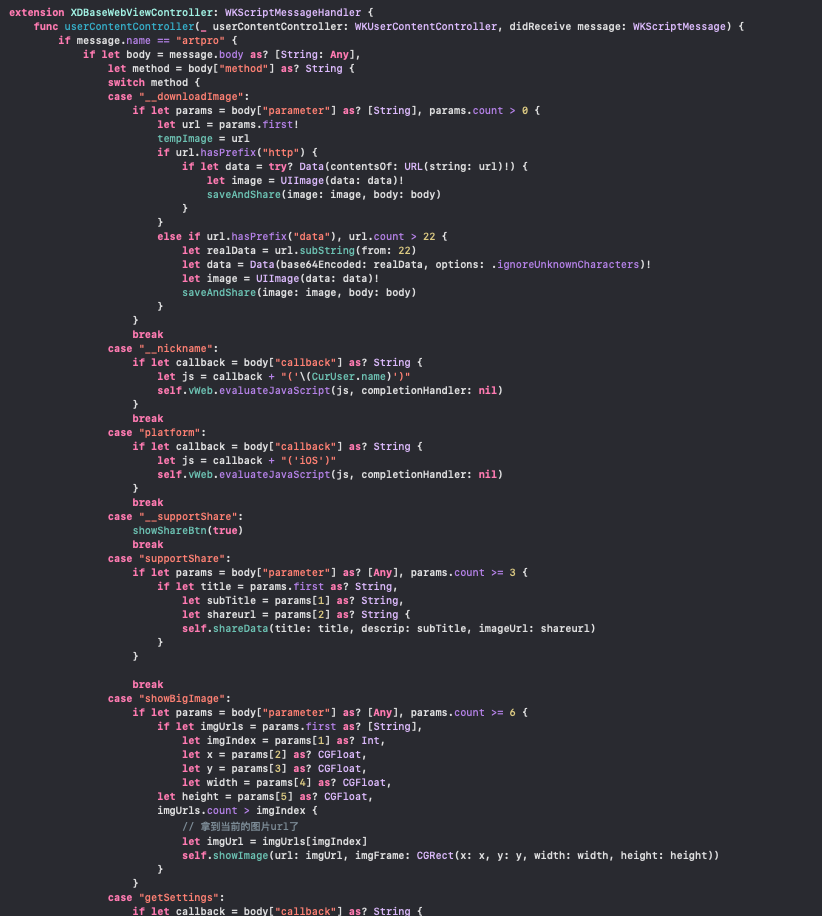 extension XDBaseWebViewController: WKScriptMessageHandler {
    func userContentController(_ userContentController: WKUserContentController, didReceive message: WKScriptMessage) {
        if message.name == "artpro" {
            if let body = message.body as? [String: Any],
                let method = body["method"] as? String {
                switch method {
                case "__downloadImage":
                    if let params = body["parameter"] as? [String], params.count > 0 {
                        let url = params.first!
                        tempImage = url
                        if url.hasPrefix("http") {
                            if let data = try? Data(contentsOf: URL(string: url)!) {
                                let image = UIImage(data: data)!
                                saveAndShare(image: image, body: body)
                            }
                        }
                        else if url.hasPrefix("data"), url.count > 22 {
                            let realData = url.subString(from: 22)
                            let data = Data(base64Encoded: realData, options: .ignoreUnknownCharacters)!
                            let image = UIImage(data: data)!
                            saveAndShare(image: image, body: body)
                        }
                    }
                    break
                case "__nickname":
                    if let callback = body["callback"] as? String {
                        let js = callback + "('\(CurUser.name)')"
                        self.vWeb.evaluateJavaScript(js, completionHandler: nil)
                    }
                    break
                case "platform":
                    if let callback = body["callback"] as? String {
                        let js = callback + "('iOS')"
                        self.vWeb.evaluateJavaScript(js, completionHandler: nil)
                    }
                    break
                case "__supportShare":
                    showShareBtn(true)
                    break
                case "supportShare":
                    if let params = body["parameter"] as? [Any], params.count >= 3 {
                        if let title = params.first as? String,
                            let subTitle = params[1] as? String,
                            let shareurl = params[2] as? String {
                            self.shareData(title: title, descrip: subTitle, imageUrl: shareurl)
                        }
                    }

                    break
                case "showBigImage":
                    if let params = body["parameter"] as? [Any], params.count >= 6 {
                        if let imgUrls = params.first as? [String],
                            let imgIndex = params[1] as? Int,
                            let x = params[2] as? CGFloat,
                            let y = params[3] as? CGFloat,
                            let width = params[4] as? CGFloat,
                        let height = params[5] as? CGFloat,
                        imgUrls.count > imgIndex {
                            // 拿到当前的图片url了
                            let imgUrl = imgUrls[imgIndex]
                            self.showImage(url: imgUrl, imgFrame: CGRect(x: x, y: y, width: width, height: height))
                        }
                    }
                case "getSettings":
                    if let callback = body["callback"] as? String {